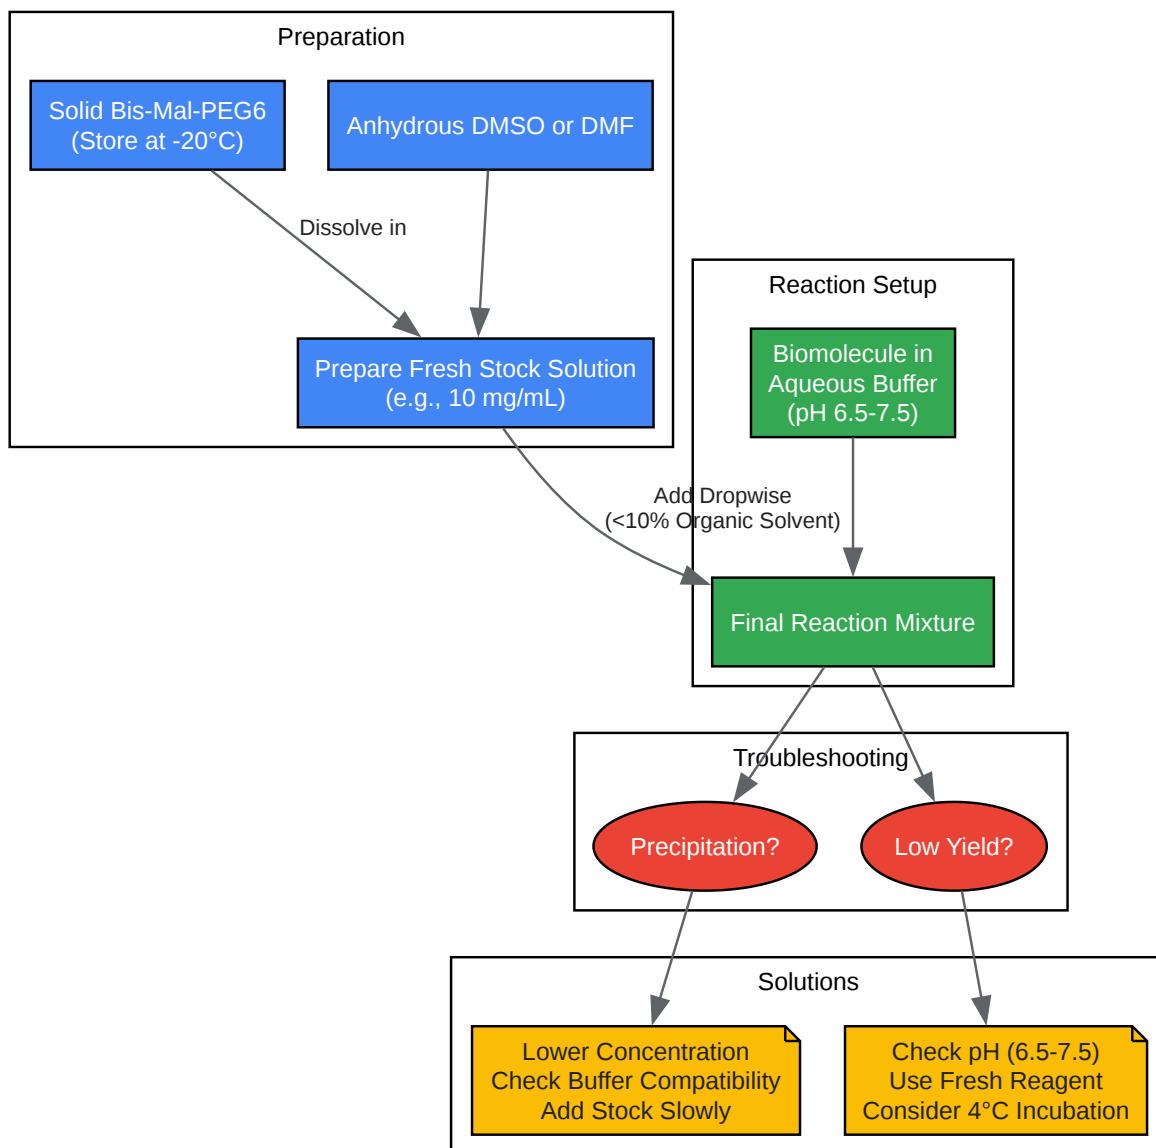 Preparation
Solid Bis-Mal-PEG6
(Store at -20°C)
Anhydrous DMSO or DMF
Dissolve in
Prepare Fresh Stock Solution
(e.g., 10 mg/mL)
Reaction Setup
Biomolecule in
Aqueous Buffer
(pH 6.5-7.5)
Add Dropwise
(<10% Organic Solvent)
Final Reaction Mixture
Troubleshooting
Precipitation?
Low Yield?
Solutions
Lower Concentration
Check Buffer Compatibility
Add Stock Slowly
Check pH (6.5-7.5)
Use Fresh Reagent
Consider 4°C Incubation